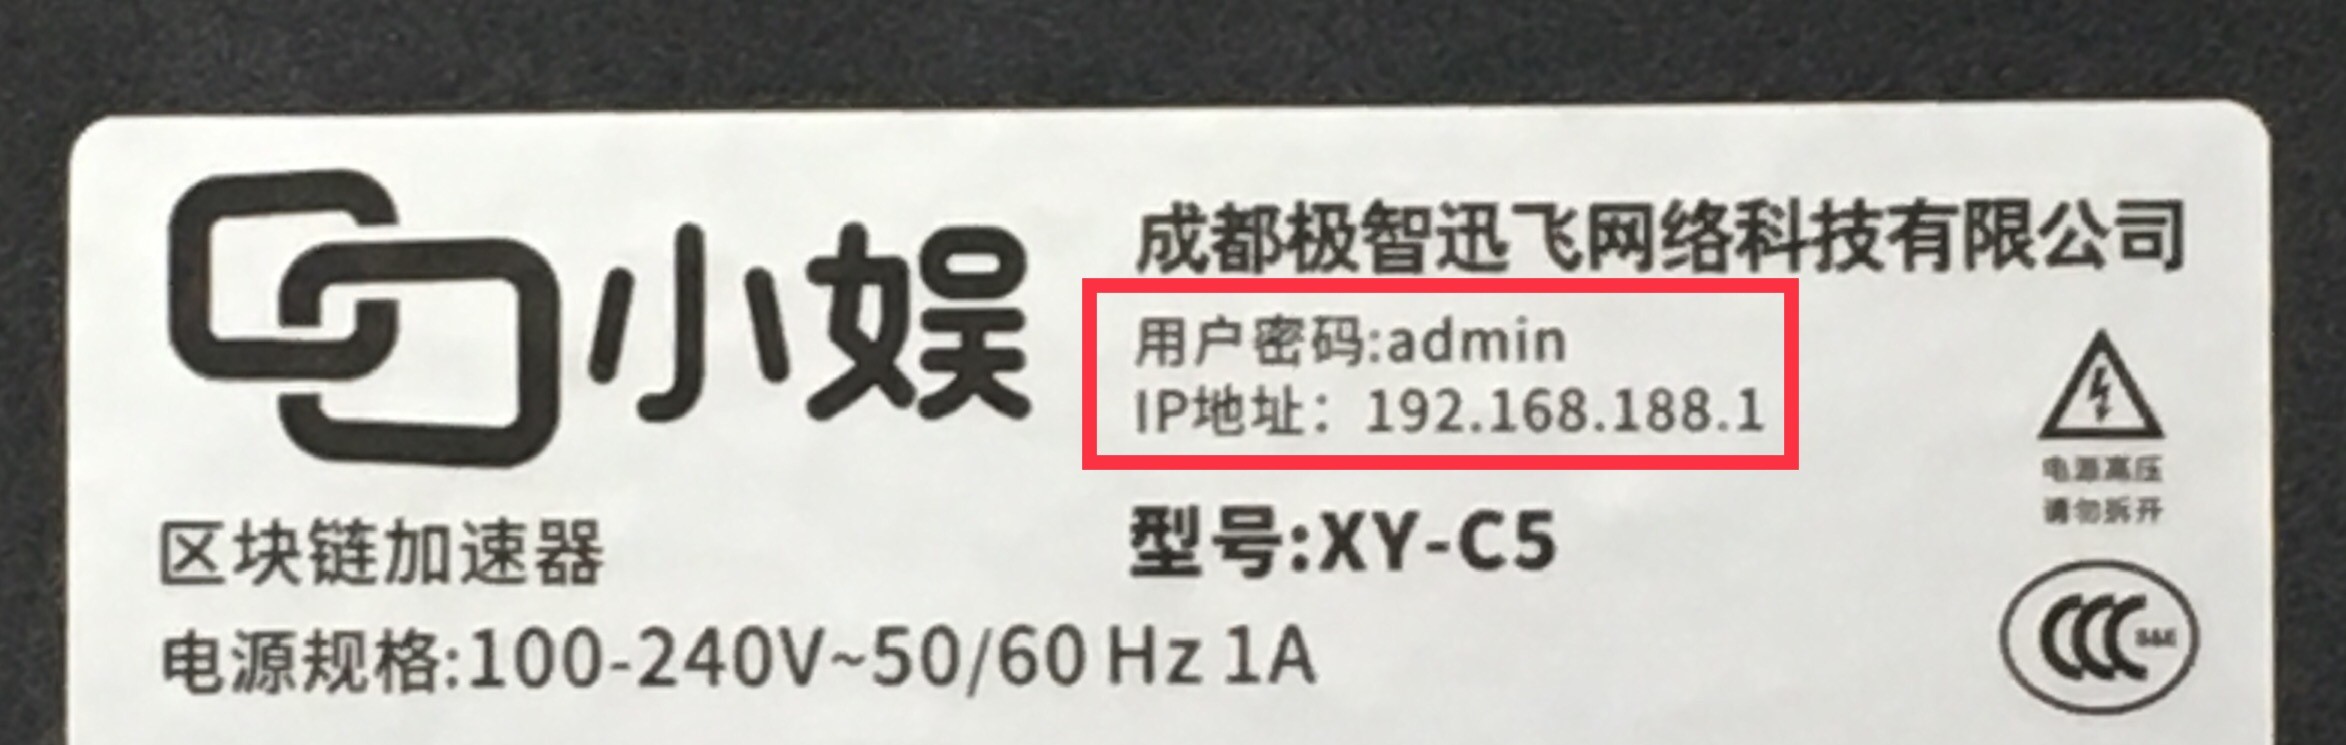 小娱
成都极智迅飞网络科技有限公司
用户密码:admin
IP地址：192.168.188.1
电源高压
请勿拆开
区块链加速器
型号:XY-C5
电源规格:100-240V~50/60 Hz 1A
CCC S&E